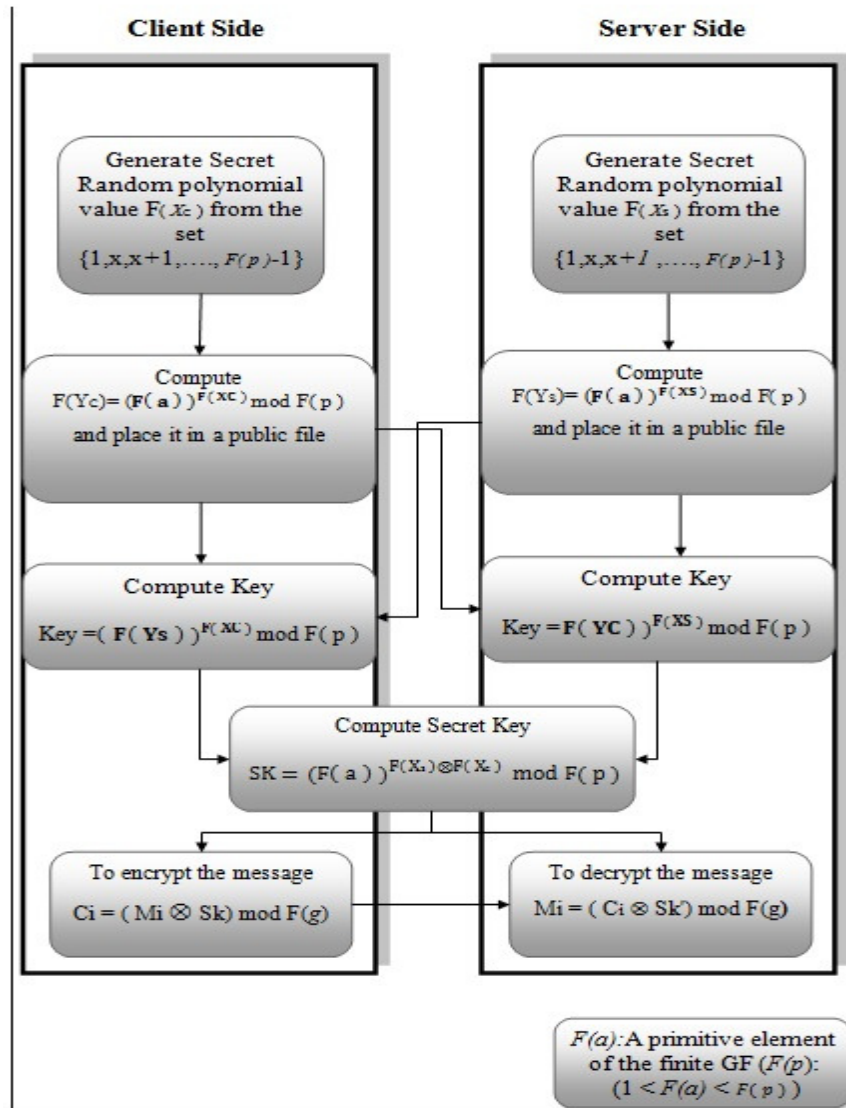 Client Side
Server Side
Generate Secret
Random polynomial
value F(Xc) from the
set
{1,x,x+1,...., F(p)-1}
Generate Secret
Random polynomial
value F(Xs) from the
set
{1,x,x+1 ,...., F(p)-1}
Compute
F(Yc)= (F( a ) )^F(XC) mod F( p )
and place it in a public file
Compute
F(Ys)= (F( a ) )^F(XS) mod F( p )
and place it in a public file
Compute Key
Key =( F( Ys ) )^F(XC) mod F( p )
Compute Key
Key =F( YC ) )^F(XS) mod F( p )
Compute Secret Key
SK = (F( a ) )^F(Xs)⊗F(Xc) mod F( p )
To encrypt the message
Ci = ( Mi ⊗ Sk) mod F(g)
To decrypt the message
Mi = ( Ci ⊗ Sk') mod F(g)
F(a):A primitive element
of the finite GF (F(p):
(1 < F(a) < F( p ) )